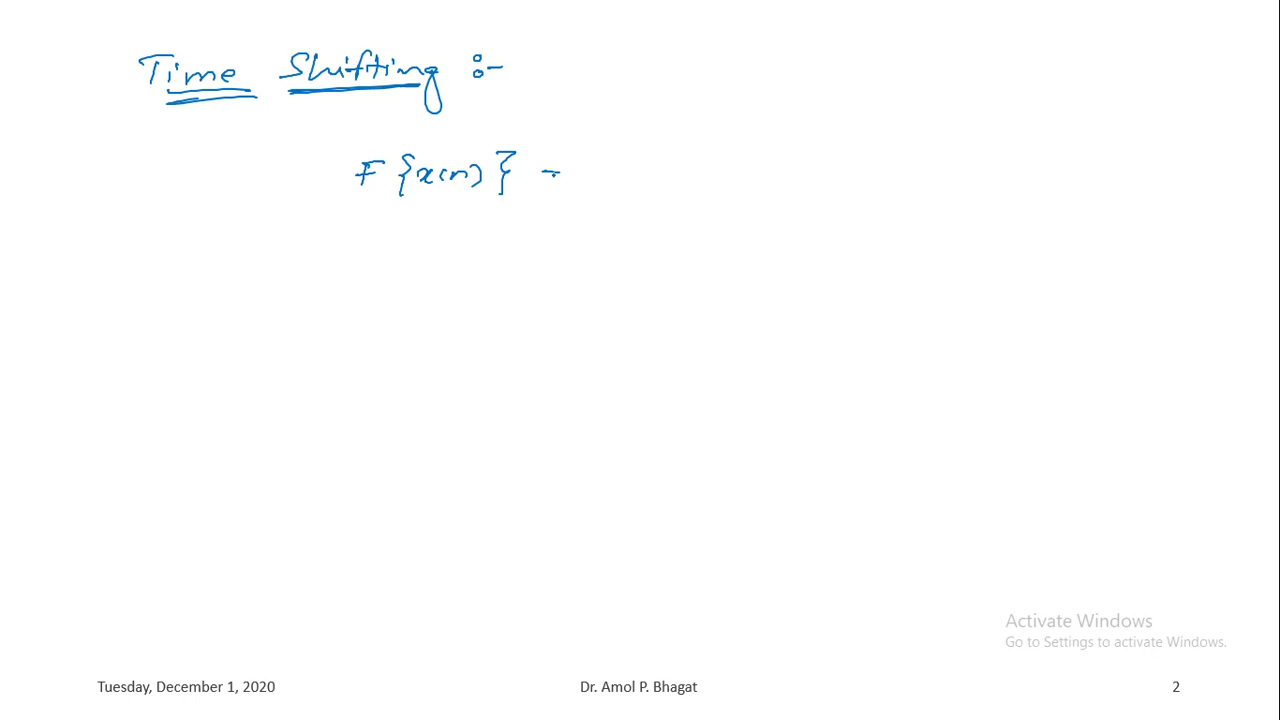 Time Shifting :-
F {x(n)} -
Activate Windows
Go to Settings to activate Windows.
Tuesday, December 1, 2020 Dr. Amol P. Bhagat 2